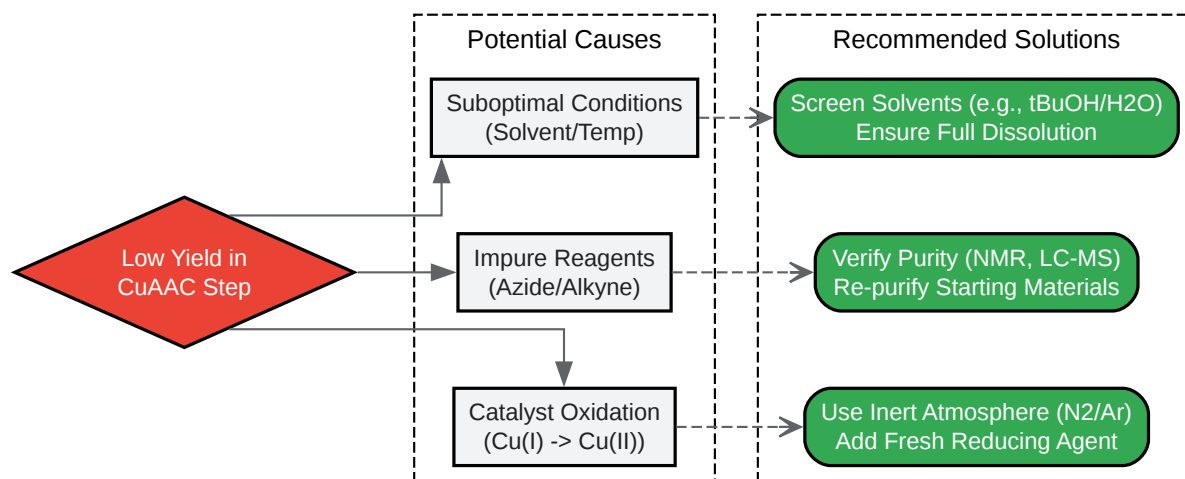 Potential Causes
Recommended Solutions
Suboptimal Conditions
(Solvent/Temp)
Screen Solvents (e.g., tBuOH/H2O)
Ensure Full Dissolution
Low Yield in
CuAAC Step
Impure Reagents
(Azide/Alkyne)
Verify Purity (NMR, LC-MS)
Re-purify Starting Materials
Catalyst Oxidation
(Cu(I) -> Cu(II))
Use Inert Atmosphere (N2/Ar)
Add Fresh Reducing Agent